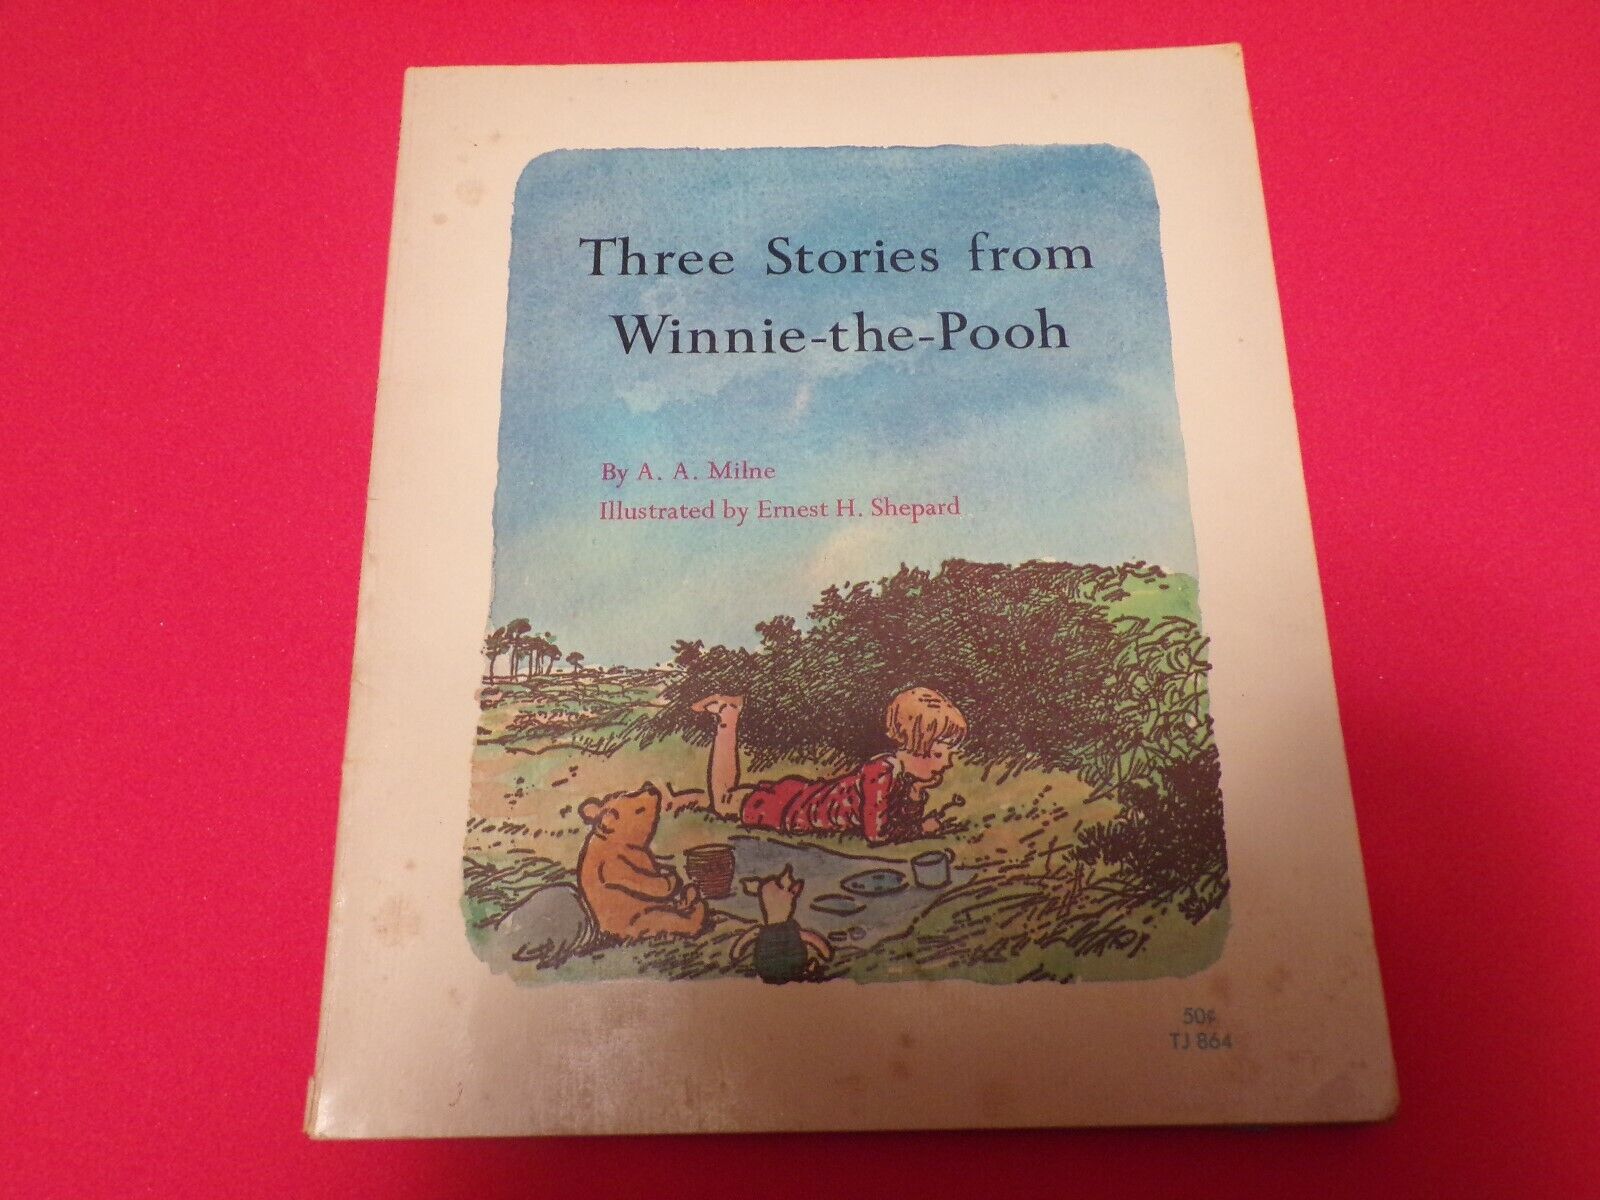 Three Stories from
Winnie-the-Pooh
By A. A. Milne
Illustrated by Ernest H. Shepard
50¢
TJ 864